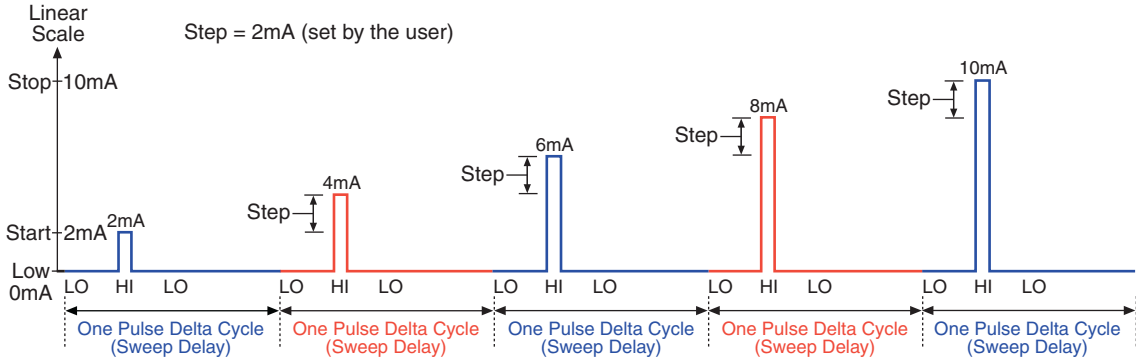 Linear
Scale
Step = 2mA (set by the user)
Stop 10mA
10mA
Step
8mA
Step
6mA
Step
4mA
Step
2mA
Start 2mA
Low
0mA
LO HI LO LO HI LO LO HI LO LO HI LO LO HI LO
One Pulse Delta Cycle
(Sweep Delay)
One Pulse Delta Cycle
(Sweep Delay)
One Pulse Delta Cycle
(Sweep Delay)
One Pulse Delta Cycle
(Sweep Delay)
One Pulse Delta Cycle
(Sweep Delay)